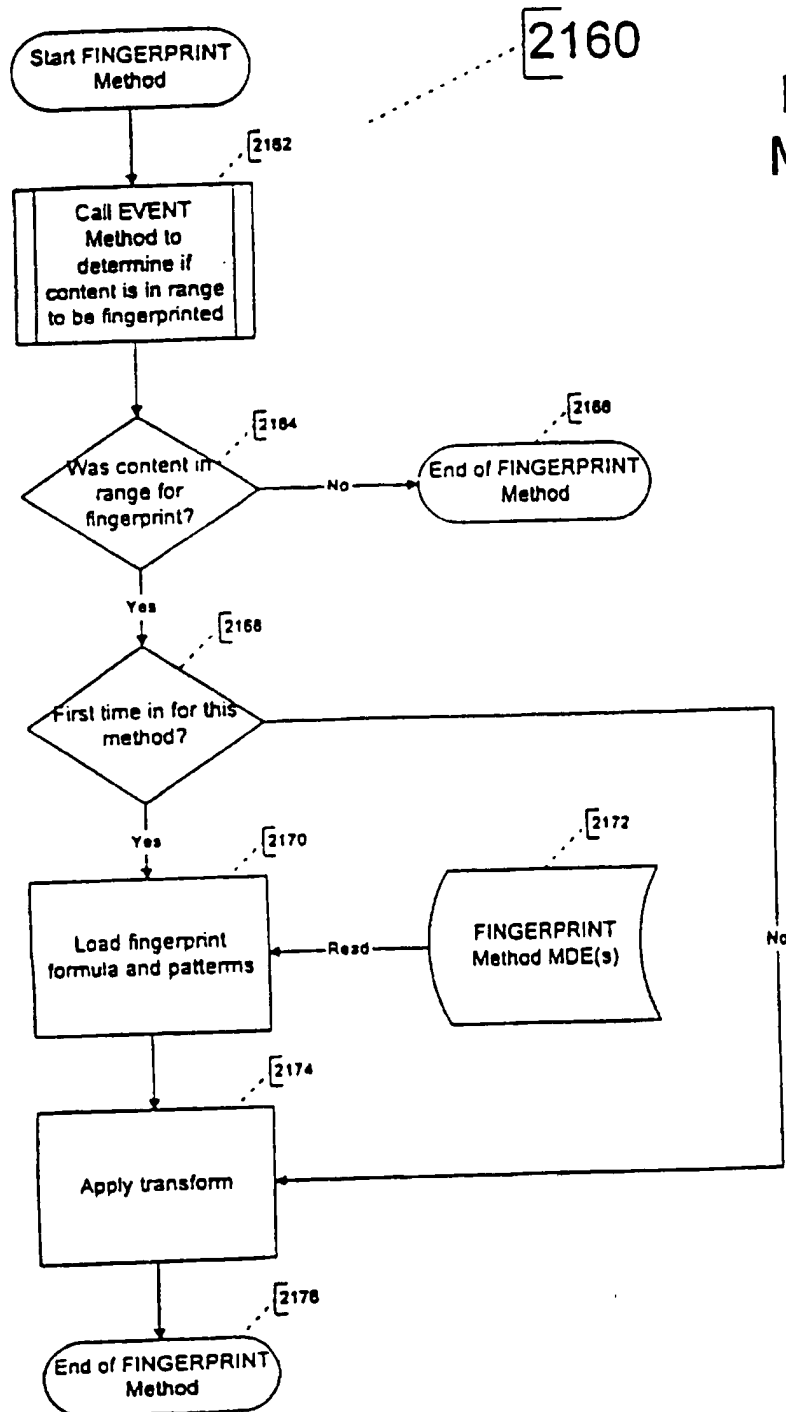 Start FINGERPRINT
Method
2160
2162
Call EVENT
Method to
determine if
content is in range
to be fingerprinted
2164
Was content in
range for
fingerprint?
No
2166
End of FINGERPRINT
Method
Yes
2168
First time in for this
method?
Yes
2170
2172
Load fingerprint
formula and patterms
Read
FINGERPRINT
Method MDE(s)
No
2174
Apply transform
2176
End of FINGERPRINT
Method